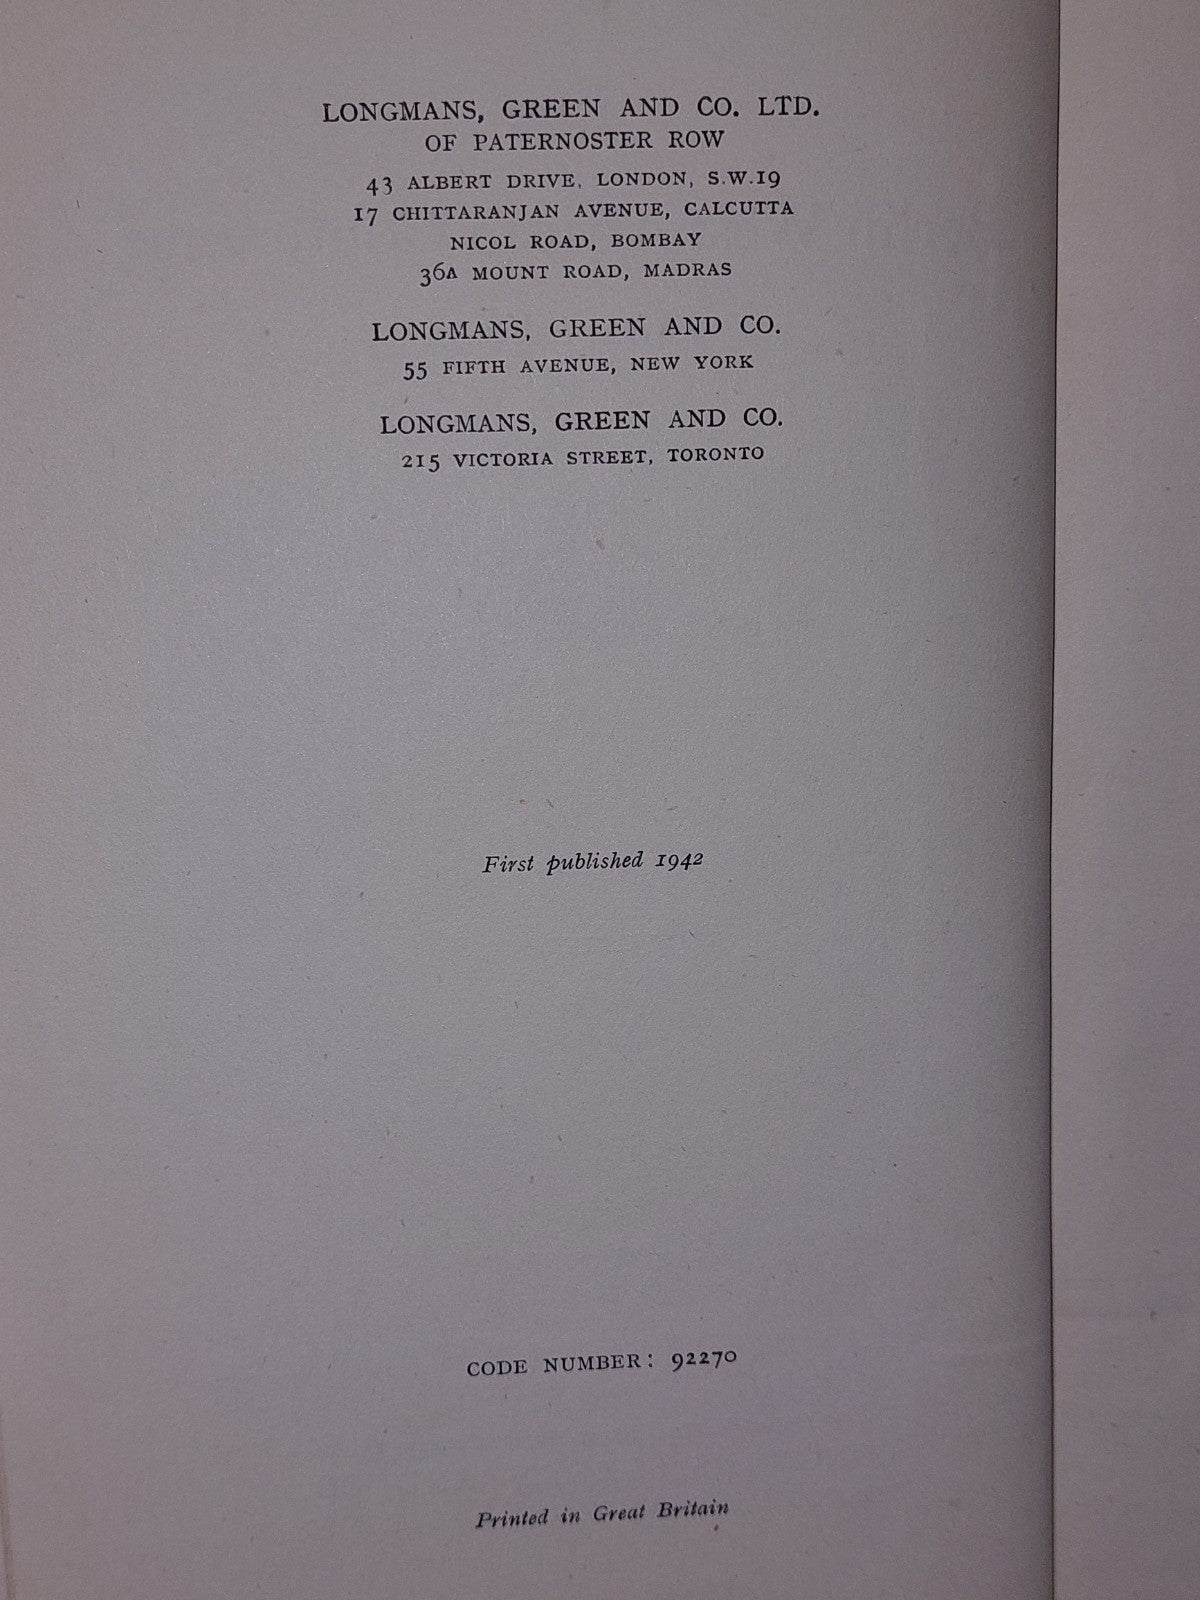 LONGMANS, GREEN AND CO. LTD.
OF PATERNOSTER ROW
43 ALBERT DRIVE, LONDON, S.W.19
17 CHITTARANJAN AVENUE, CALCUTTA
NICOL ROAD, BOMBAY
36A MOUNT ROAD, MADRAS
LONGMANS, GREEN AND CO.
55 FIFTH AVENUE, NEW YORK
LONGMANS, GREEN AND CO.
215 VICTORIA STREET, TORONTO
First published 1942
CODE NUMBER: 92270
Printed in Great Britain